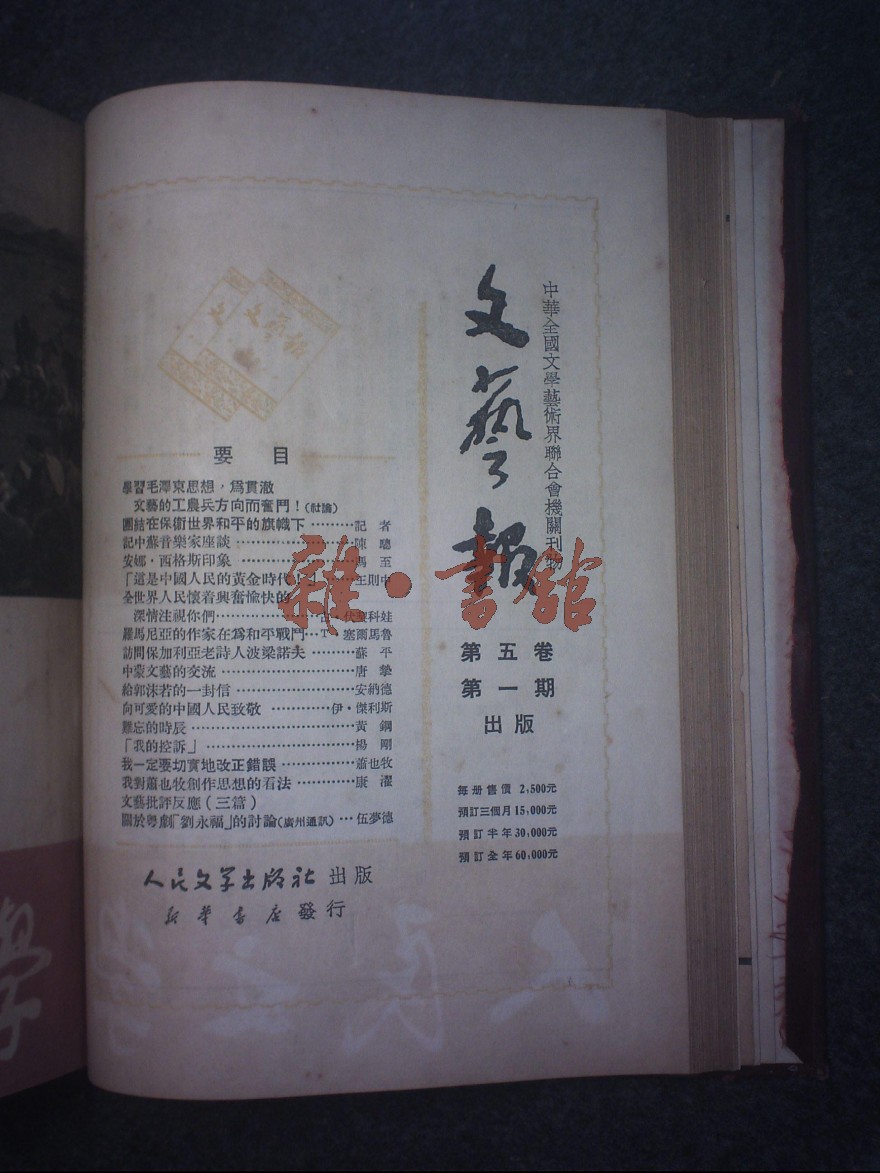 中華全國文學藝術界聯合會機關刊物
文藝報
第五卷
第一期
出版
每册售價 2,500元
預訂三個月 15,000元
預訂半年 30,000元
預訂全年 60,000元
要目
學習毛澤東思想，爲貫澈
文藝的工農兵方向而奮鬥！(社論)
團結在保衛世界和平的旗幟下………記者
記中蘇音樂家座談………陳聰
安娜·西格斯印象………馮至
「這是中國人民的黃金時代」……王則中
全世界人民懷着興奮愉快的
深情注視你們………科娃
羅馬尼亞的作家在爲和平戰鬥…T·塞爾馬魯
訪問保加利亞老詩人波梁諾夫………蘇平
中蒙文藝的交流………唐摯
給郭沫若的一封信………安納德
向可愛的中國人民致敬………伊·傑利斯
難忘的時辰………黃鋼
「我的控訴」………楊剛
我一定要切實地改正錯誤………蕭也牧
我對蕭也牧創作思想的看法………康濯
文藝批評反應(三篇)
關於粤劇「劉永福」的討論(廣州通訊)…伍夢德
人民文学出版社 出版
新華書店 發行
雜·書館
人民文學
學
文藝報